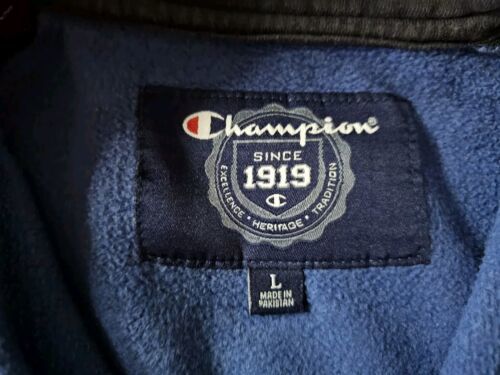 Champion®
SINCE
1919
EXCELLENCE • HERITAGE • TRADITION
L
MADE IN
PAKISTAN